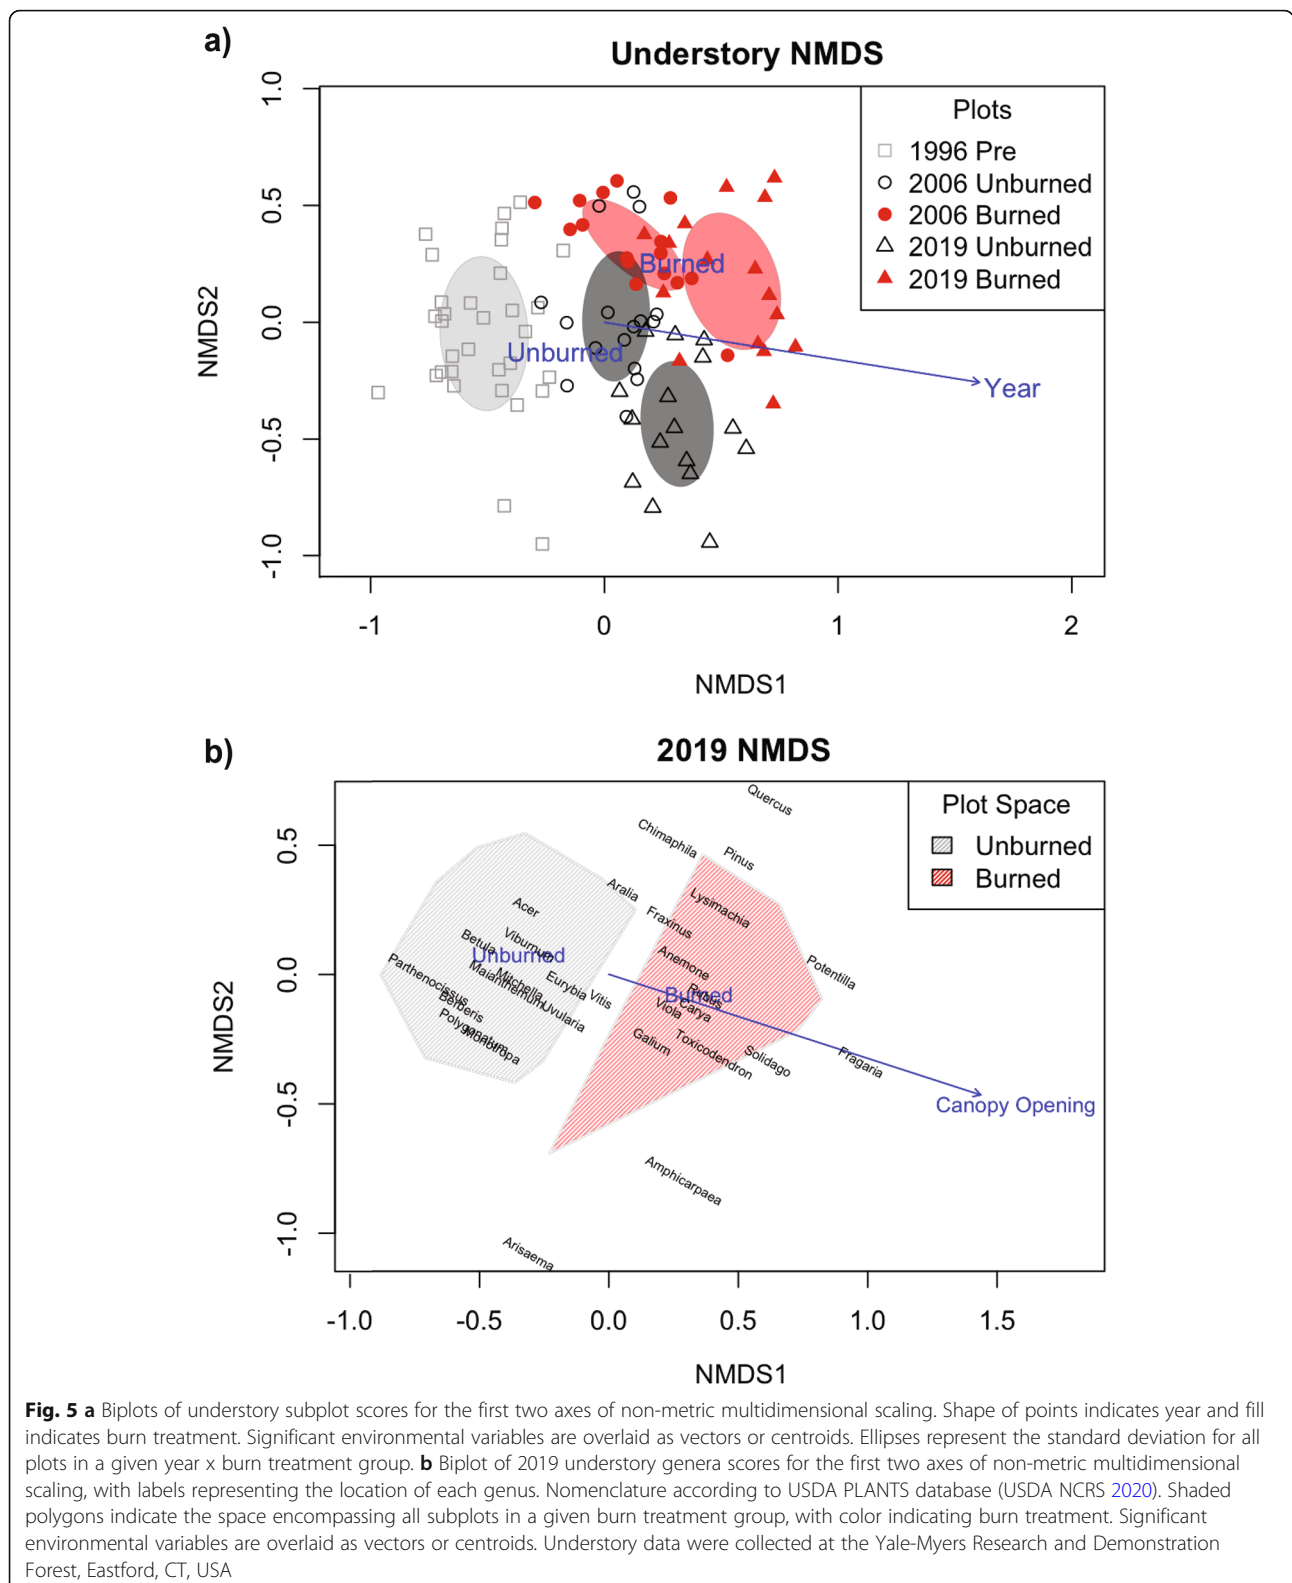 a)
Understory NMDS
Plots
1996 Pre
2006 Unburned
2006 Burned
2019 Unburned
2019 Burned
NMDS2
1.0
0.5
0.0
-0.5
-1.0
Burned
Unburned
Year
-1
0
1
2
NMDS1
b)
2019 NMDS
Plot Space
Unburned
Burned
NMDS2
0.5
0.0
-0.5
-1.0
Quercus
Chimaphila
Pinus
Aralia
Lysimachia
Acer
Fraxinus
Betula
Viburnum
Unburned
Anemone
Potentilla
Parthenocissus
Maianthemum
Mitchella
Eurybia
Vitis
Burned
Rubus
Berberis
Uvularia
Viola
Carya
Polygonatum
Monotropa
Galium
Toxicodendron
Solidago
Fragaria
Canopy Opening
Amphicarpaea
Arisaema
-1.0
-0.5
0.0
0.5
1.0
1.5
NMDS1
Fig. 5 a Biplots of understory subplot scores for the first two axes of non-metric multidimensional scaling. Shape of points indicates year and fill
indicates burn treatment. Significant environmental variables are overlaid as vectors or centroids. Ellipses represent the standard deviation for all
plots in a given year x burn treatment group. b Biplot of 2019 understory genera scores for the first two axes of non-metric multidimensional
scaling, with labels representing the location of each genus. Nomenclature according to USDA PLANTS database (USDA NCRS 2020). Shaded
polygons indicate the space encompassing all subplots in a given burn treatment group, with color indicating burn treatment. Significant
environmental variables are overlaid as vectors or centroids. Understory data were collected at the Yale-Myers Research and Demonstration
Forest, Eastford, CT, USA